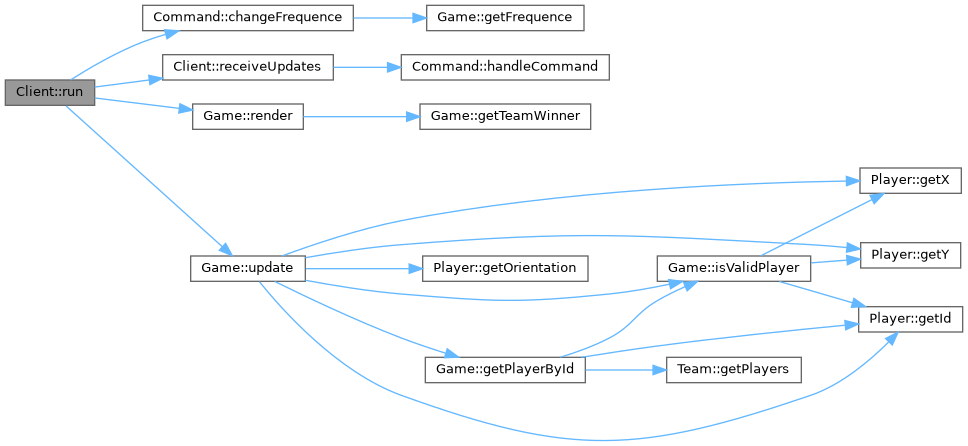 Command::changeFrequence
Game::getFrequence
Client::receiveUpdates
Command::handleCommand
Client::run
Game::render
Game::getTeamWinner
Player::getX
Player::getY
Game::update
Player::getOrientation
Game::isValidPlayer
Player::getId
Game::getPlayerById
Team::getPlayers